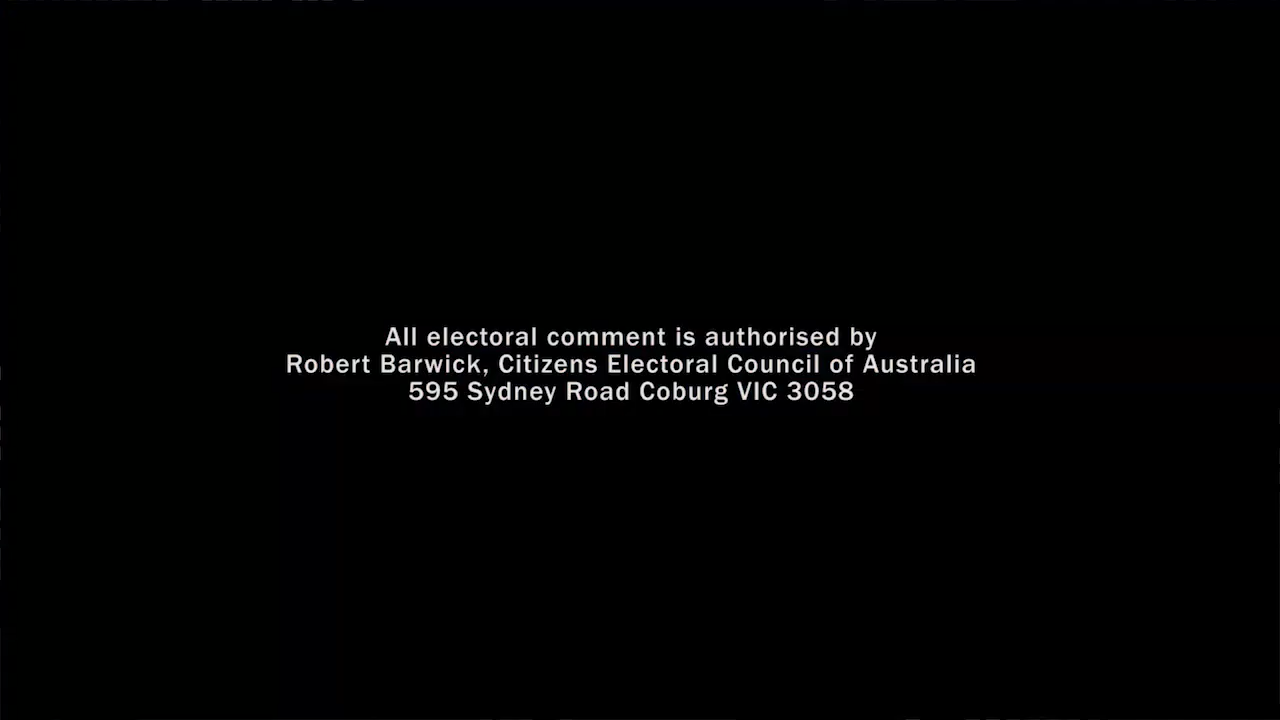 All electoral comment is authorised by
Robert Barwick, Citizens Electoral Council of Australia
595 Sydney Road Coburg VIC 3058